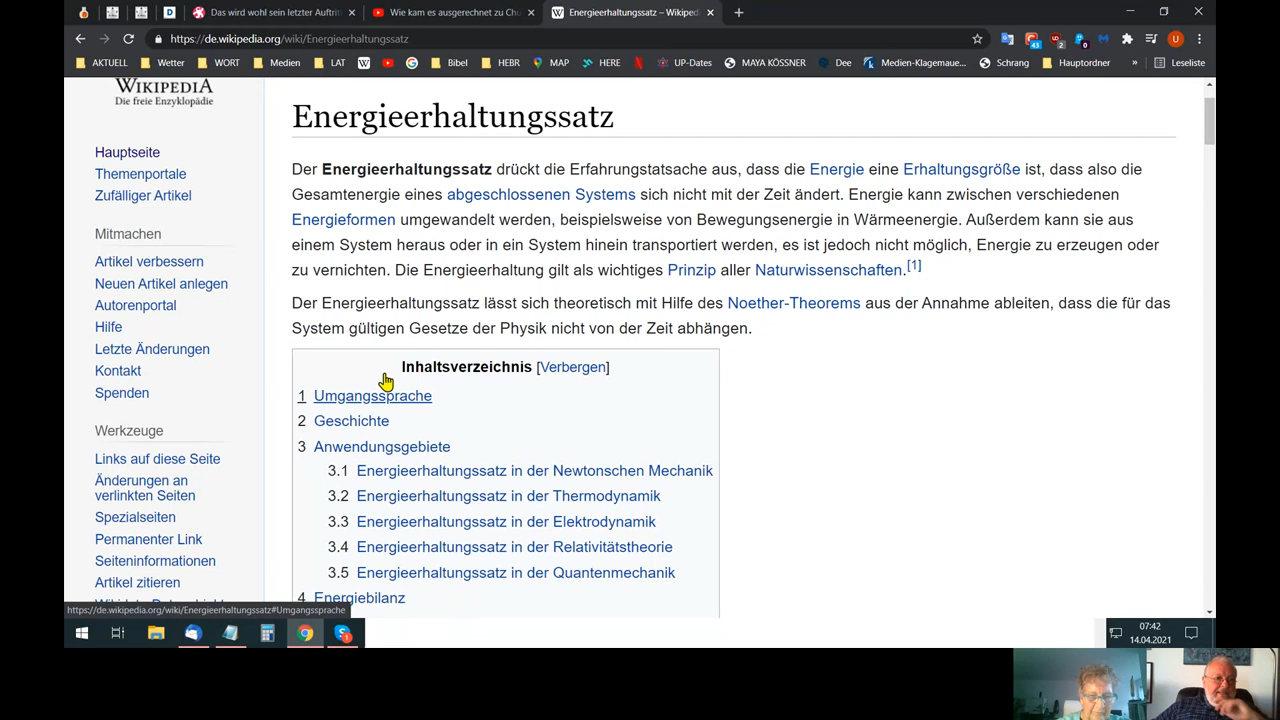 Das wird wohl sein letzter Auftrit
Wie kam es ausgerechnet zu Chu
Energieerhaltungssatz – Wikiped
https://de.wikipedia.org/wiki/Energieerhaltungssatz
AKTUELL
Wetter
WORT
Medien
LAT
Bibel
HEBR
MAP
HERE
UP-Dates
MAYA KÖSSNER
Dee
Medien-Klagemaue...
Schrang
Hauptordner
»
Leseliste
WIKIPEDIA
Die freie Enzyklopädie
Hauptseite
Themenportale
Zufälliger Artikel
Mitmachen
Artikel verbessern
Neuen Artikel anlegen
Autorenportal
Hilfe
Letzte Änderungen
Kontakt
Spenden
Werkzeuge
Links auf diese Seite
Änderungen an
verlinkten Seiten
Spezialseiten
Permanenter Link
Seiteninformationen
Artikel zitieren
Energieerhaltungssatz
Der Energieerhaltungssatz drückt die Erfahrungstatsache aus, dass die Energie eine Erhaltungsgröße ist, dass also die
Gesamtenergie eines abgeschlossenen Systems sich nicht mit der Zeit ändert. Energie kann zwischen verschiedenen
Energieformen umgewandelt werden, beispielsweise von Bewegungsenergie in Wärmeenergie. Außerdem kann sie aus
einem System heraus oder in ein System hinein transportiert werden, es ist jedoch nicht möglich, Energie zu erzeugen oder
zu vernichten. Die Energieerhaltung gilt als wichtiges Prinzip aller Naturwissenschaften.[1]
Der Energieerhaltungssatz lässt sich theoretisch mit Hilfe des Noether-Theorems aus der Annahme ableiten, dass die für das
System gültigen Gesetze der Physik nicht von der Zeit abhängen.
Inhaltsverzeichnis [Verbergen]
1 Umgangssprache
2 Geschichte
3 Anwendungsgebiete
3.1 Energieerhaltungssatz in der Newtonschen Mechanik
3.2 Energieerhaltungssatz in der Thermodynamik
3.3 Energieerhaltungssatz in der Elektrodynamik
3.4 Energieerhaltungssatz in der Relativitätstheorie
3.5 Energieerhaltungssatz in der Quantenmechanik
4 Energiebilanz
https://de.wikipedia.org/wiki/Energieerhaltungssatz#Umgangssprache
07:42
14.04.2021